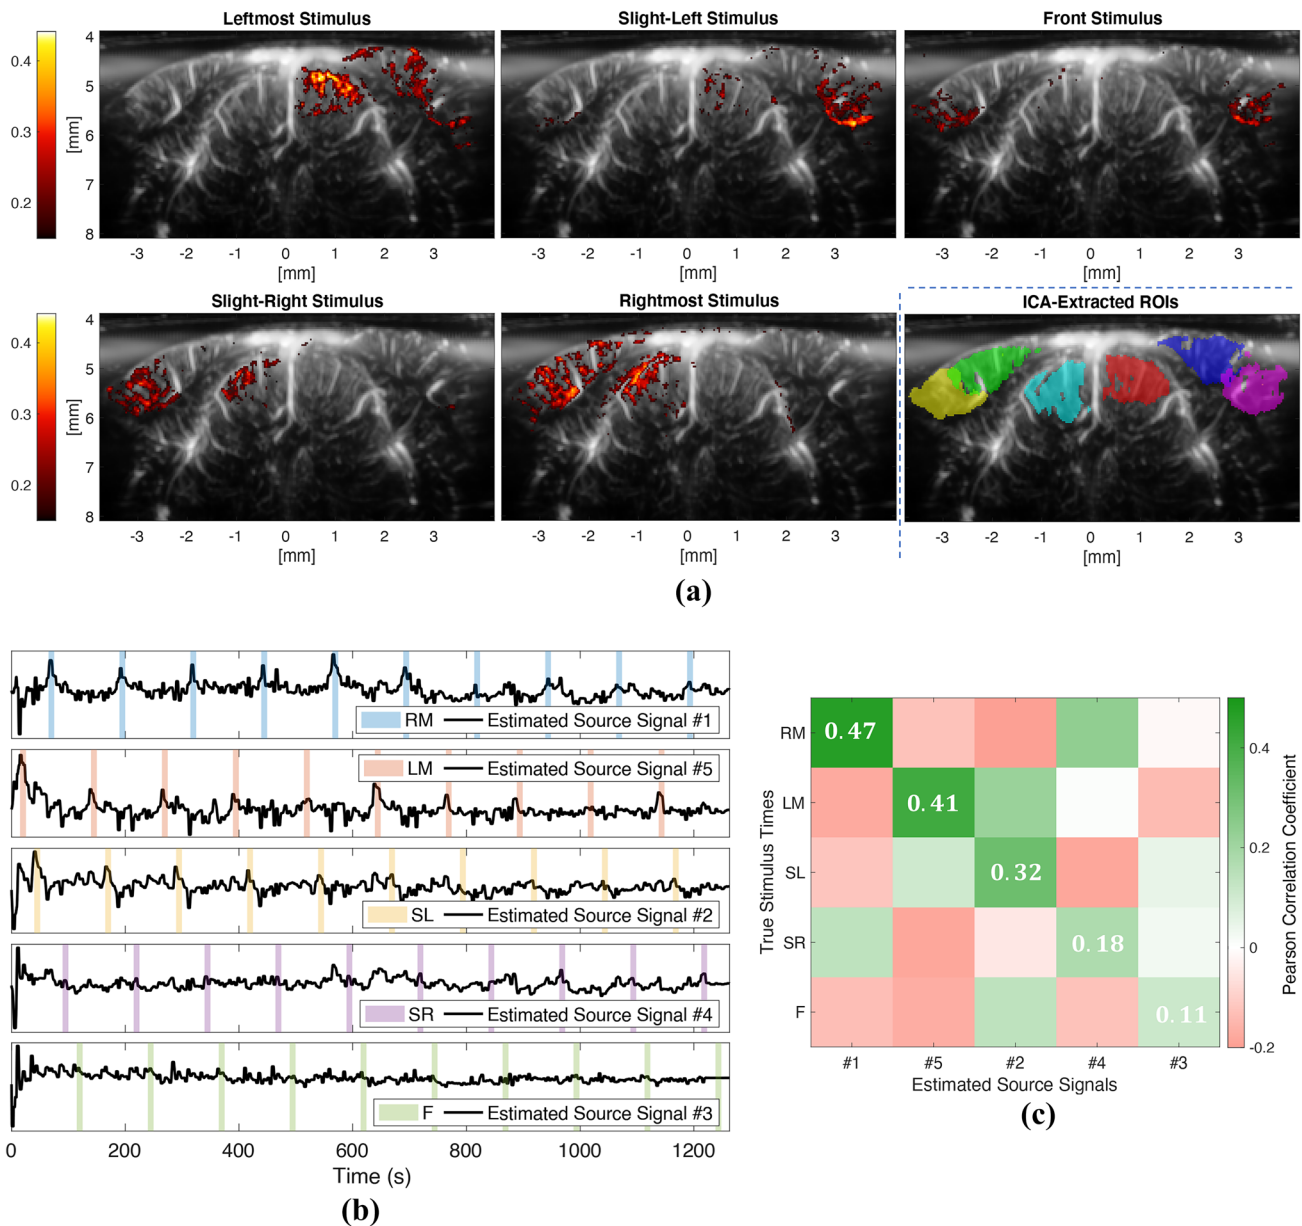 Leftmost Stimulus
Slight-Left Stimulus
Front Stimulus
0.4
0.3
0.2
[mm]
4
5
6
7
8
-3 -2 -1 0 1 2 3
[mm]
-3 -2 -1 0 1 2 3
[mm]
-3 -2 -1 0 1 2 3
[mm]
Slight-Right Stimulus
Rightmost Stimulus
ICA-Extracted ROIs
0.4
0.3
0.2
[mm]
4
5
6
7
8
-3 -2 -1 0 1 2 3
[mm]
-3 -2 -1 0 1 2 3
[mm]
-3 -2 -1 0 1 2 3
[mm]
(a)
RM Estimated Source Signal #1
LM Estimated Source Signal #5
SL Estimated Source Signal #2
SR Estimated Source Signal #4
F Estimated Source Signal #3
0 200 400 600 800 1000 1200
Time (s)
(b)
True Stimulus Times
RM
LM
SL
SR
F
0.47
0.41
0.32
0.18
0.11
#1 #5 #2 #4 #3
Estimated Source Signals
0.4
0.2
0
-0.2
Pearson Correlation Coefficient
(c)